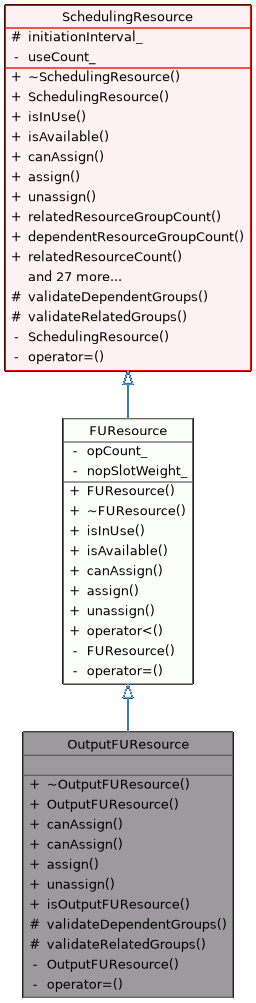 SchedulingResource
# initiationInterval_
- useCount_
+ ~SchedulingResource()
+ SchedulingResource()
+ isInUse()
+ isAvailable()
+ canAssign()
+ assign()
+ unassign()
+ relatedResourceGroupCount()
+ dependentResourceGroupCount()
+ relatedResourceCount()
and 27 more...
# validateDependentGroups()
# validateRelatedGroups()
- SchedulingResource()
- operator=()
FUResource
- opCount_
- nopSlotWeight_
+ FUResource()
+ ~FUResource()
+ isInUse()
+ isAvailable()
+ canAssign()
+ assign()
+ unassign()
+ operator<()
- FUResource()
- operator=()
OutputFUResource
+ ~OutputFUResource()
+ OutputFUResource()
+ canAssign()
+ canAssign()
+ assign()
+ unassign()
+ isOutputFUResource()
# validateDependentGroups()
# validateRelatedGroups()
- OutputFUResource()
- operator=()